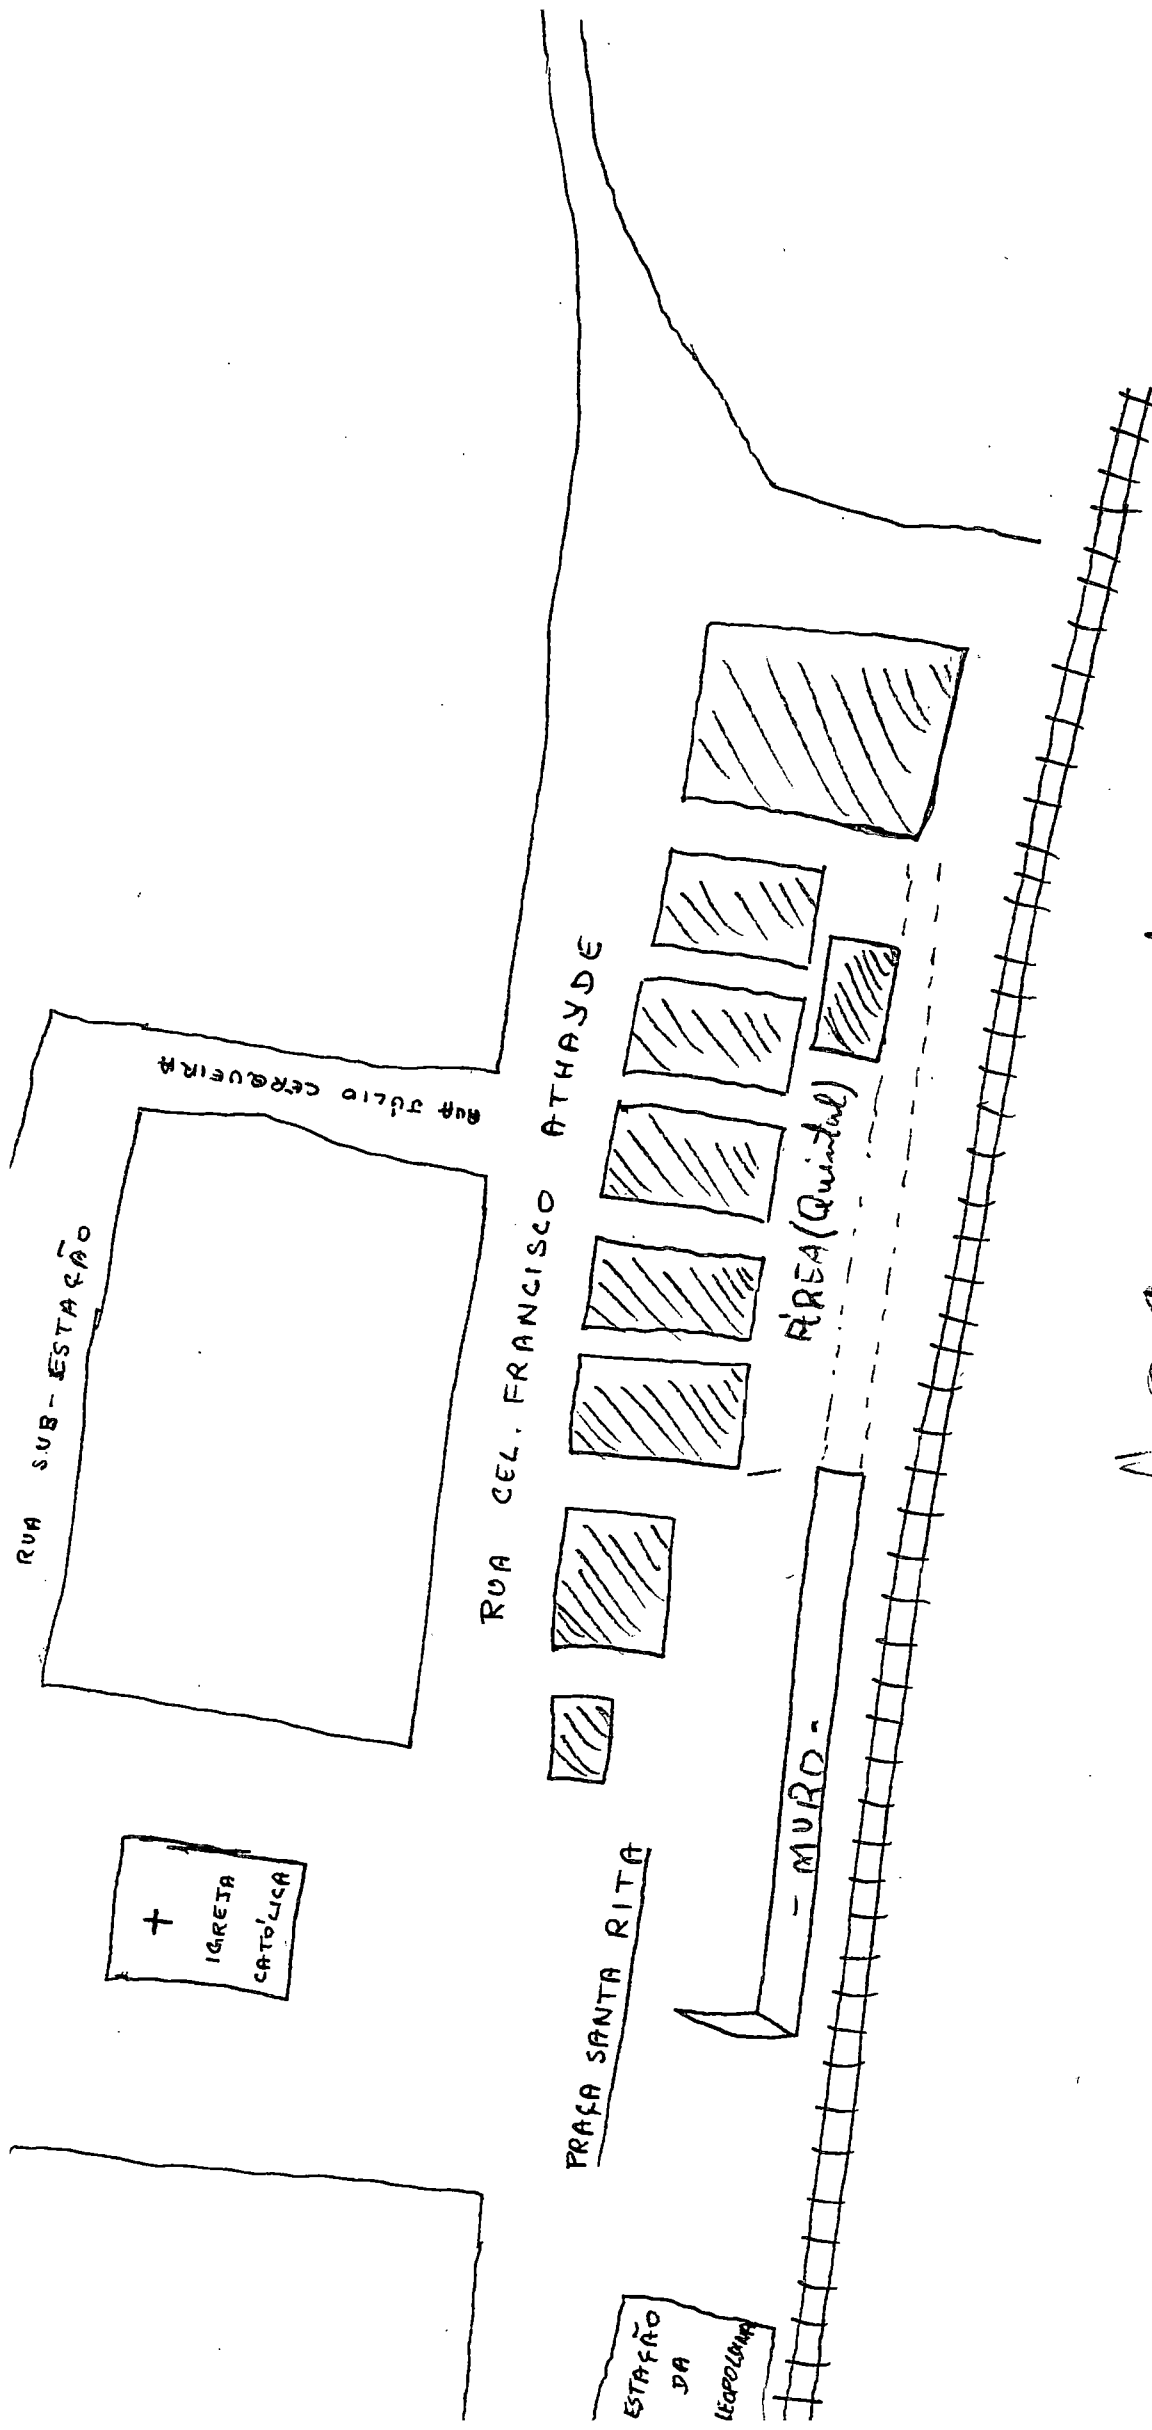 RUA SUB-ESTAÇÃO
RUA JÚLIO CERQUEIRA
RUA CEL. FRANCISCO ATHAYDE
ÁREA (Quintal)
+
IGREJA
CATÓLICA
PRAÇA SANTA RITA
- MURO -
ESTAÇÃO
DA
LEOPOLDINA